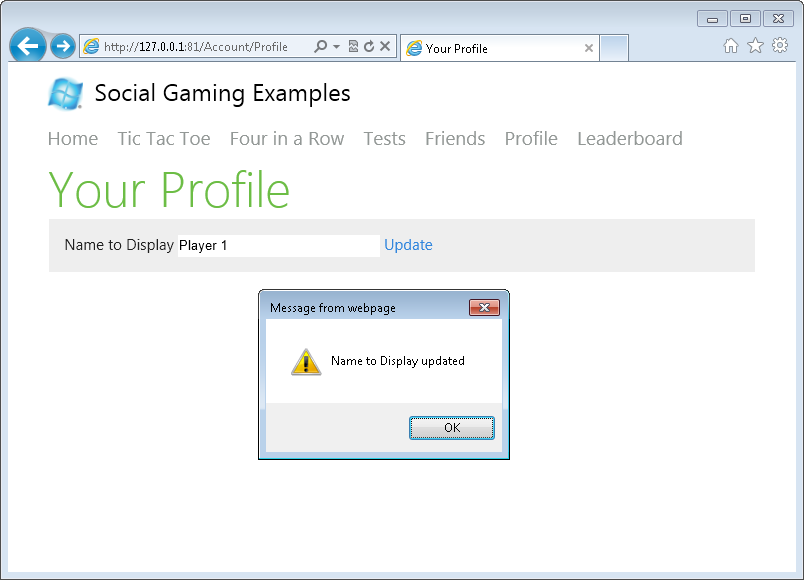 http://127.0.0.1:81/Account/Profile
Your Profile
Social Gaming Examples
Home Tic Tac Toe Four in a Row Tests Friends Profile Leaderboard
Your Profile
Name to Display Player 1 Update
Message from webpage
Name to Display updated
OK